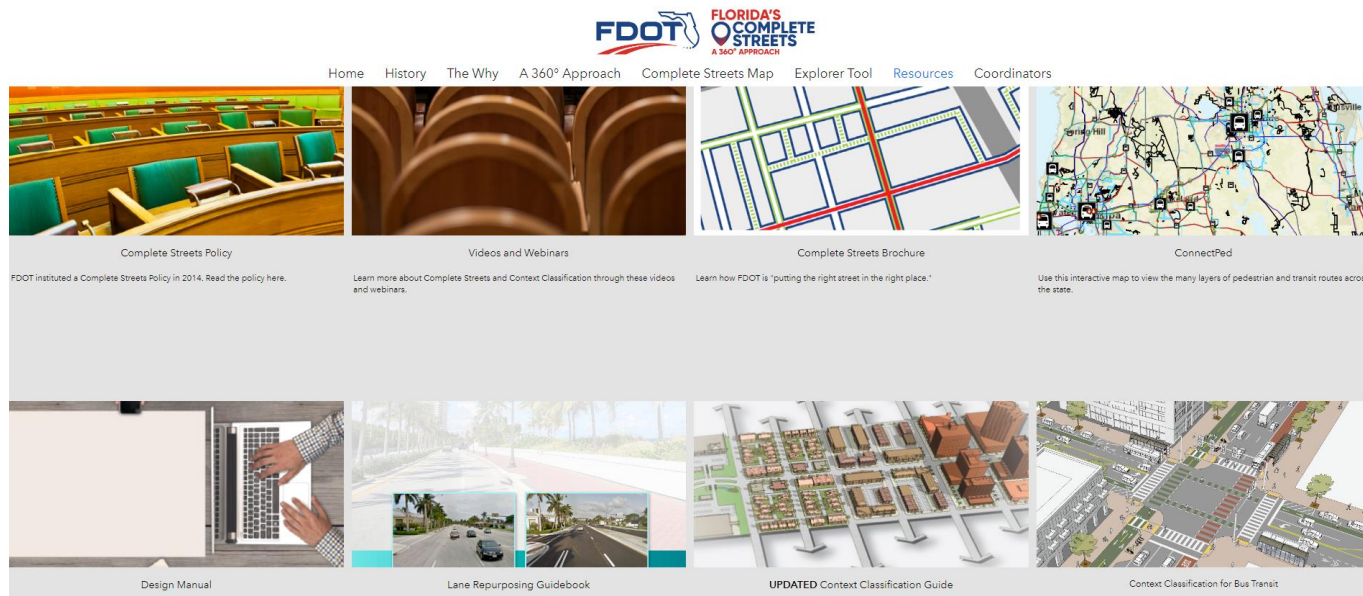 FDOT
FLORIDA'S
COMPLETE
STREETS
A 360° APPROACH
Home History The Why A 360° Approach Complete Streets Map Explorer Tool Resources Coordinators
Spring Hill
Complete Streets Policy
FDOT instituted a Complete Streets Policy in 2014. Read the policy here.
Videos and Webinars
Learn more about Complete Streets and Context Classification through these videos
and webinars.
Complete Streets Brochure
Learn how FDOT is "putting the right street in the right place."
ConnectPed
Use this interactive map to view the many layers of pedestrian and transit routes acros
the state.
Design Manual
Lane Repurposing Guidebook
UPDATED Context Classification Guide
Context Classification for Bus Transit